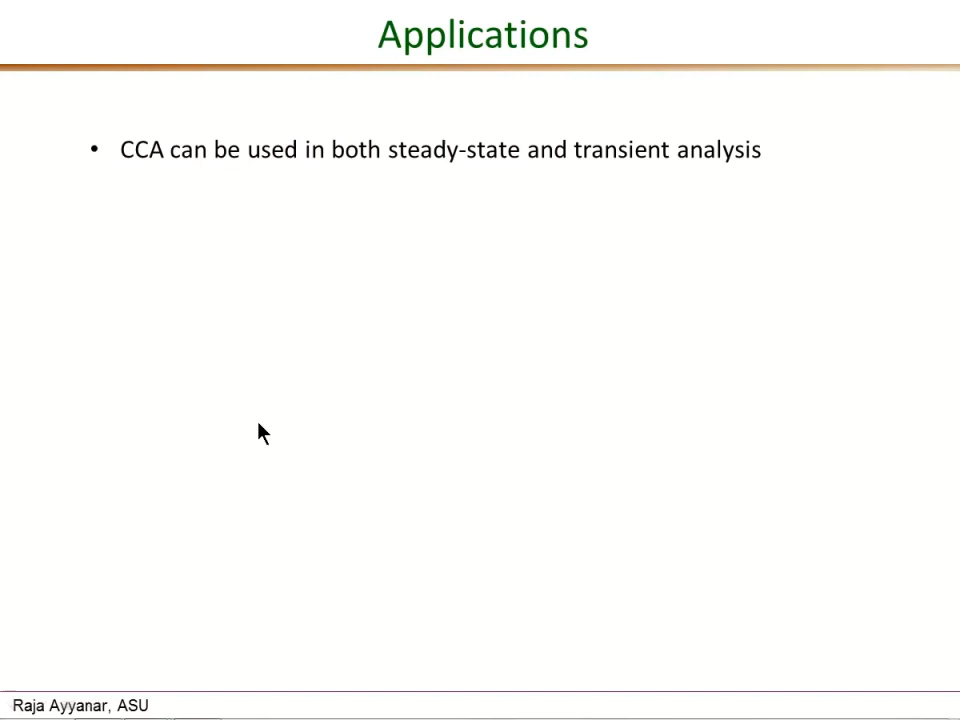 Applications
• CCA can be used in both steady-state and transient analysis
Raja Ayyanar, ASU